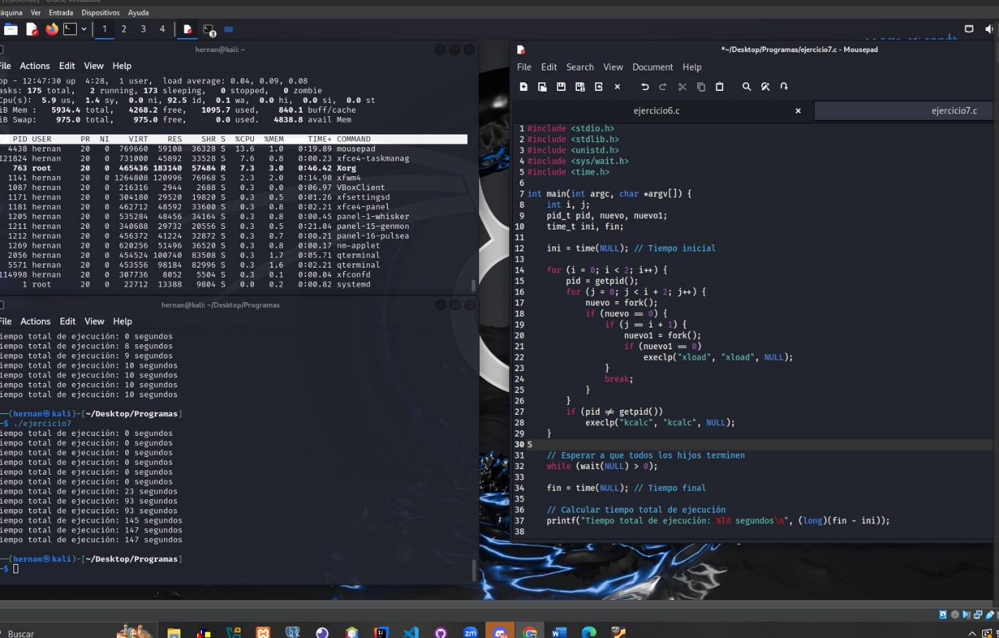 Máquina Ver Entrada Dispositivos Ayuda
1 2 3 4
3
hernan@kali: ~
File Actions Edit View Help
top - 12:47:30 up 4:28, 1 user, load average: 0.04, 0.09, 0.08
asks: 175 total, 2 running, 173 sleeping, 0 stopped, 0 zombie
Cpu(s): 5.9 us, 1.4 sy, 0.0 ni, 92.5 id, 0.1 wa, 0.0 hi, 0.0 si, 0.0 st
iB Mem : 5934.4 total, 4268.2 free, 1095.7 used, 840.1 buff/cache
iB Swap: 975.0 total, 975.0 free, 0.0 used. 4838.8 avail Mem
PID USER PR NI VIRT RES SHR S %CPU %MEM TIME+ COMMAND
4438 hernan 20 0 769660 59108 36328 S 13.6 1.0 0:19.89 mousepad
121824 hernan 20 0 731000 45892 33528 S 7.6 0.8 0:00.23 xfce4-taskmanag
763 root 20 0 465436 183140 57484 R 7.3 3.0 0:46.42 Xorg
1141 hernan 20 0 1264808 120996 76968 S 2.3 2.0 0:14.90 xfwm4
1087 hernan 20 0 216316 2944 2688 S 0.3 0.0 0:06.97 VBoxClient
1171 hernan 20 0 304180 29520 19820 S 0.3 0.5 0:01.26 xfsettingsd
1181 hernan 20 0 462712 48592 33600 S 0.3 0.8 0:02.21 xfce4-panel
1205 hernan 20 0 535284 48456 34164 S 0.3 0.8 0:00.45 panel-1-whisker
1211 hernan 20 0 340688 29732 20556 S 0.3 0.5 0:21.04 panel-15-genmon
1212 hernan 20 0 456372 41224 32872 S 0.3 0.7 0:00.21 panel-16-pulsea
1269 hernan 20 0 620256 51496 36520 S 0.3 0.8 0:00.17 nm-applet
2056 hernan 20 0 454524 100740 83508 S 0.3 1.7 0:05.71 qterminal
5571 hernan 20 0 453556 98184 82996 S 0.3 1.6 0:02.21 qterminal
114998 hernan 20 0 307736 8052 5504 S 0.3 0.1 0:00.04 xfconfd
1 root 20 0 22712 13388 9804 S 0.0 0.2 0:00.82 systemd
hernan@kali: ~/Desktop/Programas
File Actions Edit View Help
iempo total de ejecución: 0 segundos
iempo total de ejecución: 8 segundos
iempo total de ejecución: 9 segundos
iempo total de ejecución: 10 segundos
iempo total de ejecución: 10 segundos
iempo total de ejecución: 10 segundos
iempo total de ejecución: 10 segundos
(hernan㉿kali)-[~/Desktop/Programas]
$ ./ejercicio7
iempo total de ejecución: 0 segundos
iempo total de ejecución: 0 segundos
iempo total de ejecución: 0 segundos
iempo total de ejecución: 0 segundos
iempo total de ejecución: 0 segundos
iempo total de ejecución: 0 segundos
iempo total de ejecución: 23 segundos
iempo total de ejecución: 93 segundos
iempo total de ejecución: 93 segundos
iempo total de ejecución: 145 segundos
iempo total de ejecución: 147 segundos
iempo total de ejecución: 147 segundos
(hernan㉿kali)-[~/Desktop/Programas]
$
*~/Desktop/Programas/ejercicio7.c - Mousepad
File Edit Search View Document Help
ejercicio6.c ejercicio7.c
1 #include <stdio.h>
2 #include <stdlib.h>
3 #include <unistd.h>
4 #include <sys/wait.h>
5 #include <time.h>
6
7 int main(int argc, char *argv[]) {
8 int i, j;
9 pid_t pid, nuevo, nuevo1;
10 time_t ini, fin;
11
12 ini = time(NULL); // Tiempo inicial
13
14 for (i = 0; i < 2; i++) {
15 pid = getpid();
16 for (j = 0; j < i + 2; j++) {
17 nuevo = fork();
18 if (nuevo == 0) {
19 if (j == i + 1) {
20 nuevo1 = fork();
21 if (nuevo1 == 0)
22 execlp("xload", "xload", NULL);
23 }
24 break;
25 }
26 }
27 if (pid != getpid())
28 execlp("kcalc", "kcalc", NULL);
29 }
30 S
31 // Esperar a que todos los hijos terminen
32 while (wait(NULL) > 0);
33
34 fin = time(NULL); // Tiempo final
35
36 // Calcular tiempo total de ejecución
37 printf("Tiempo total de ejecución: %ld segundos\n", (long)(fin - ini));
38
Buscar
zm